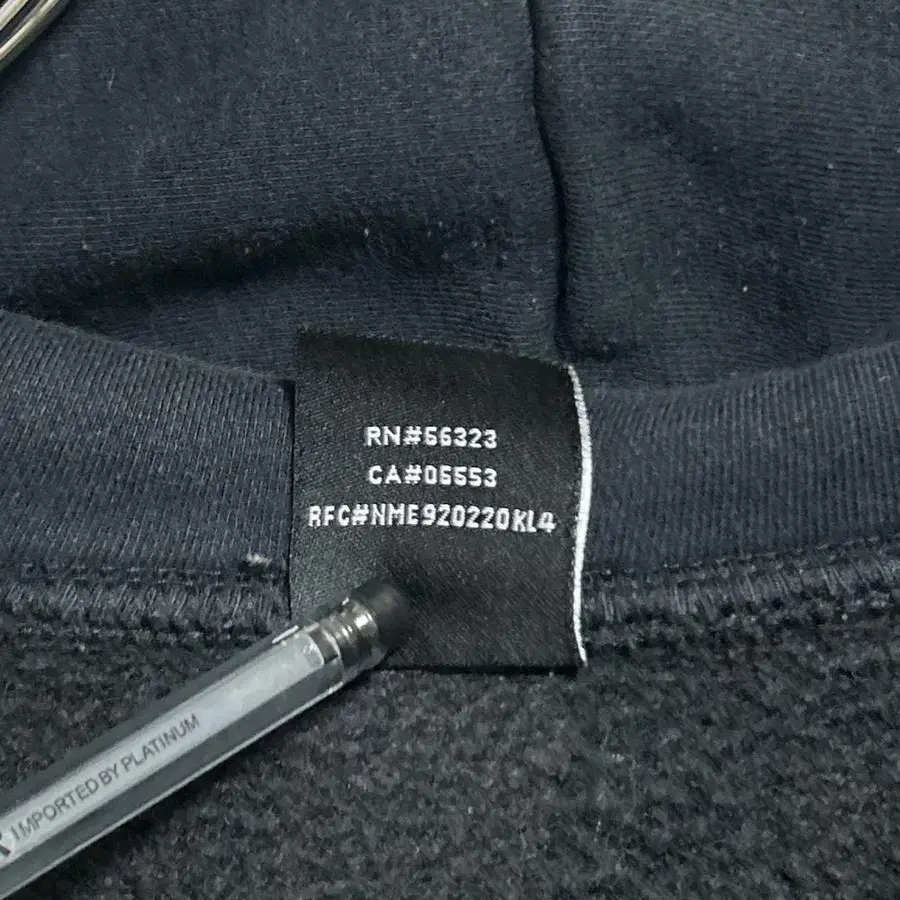 RN#56323
CA#05553
RFC#NME920220KL4
IMPORTED BY PLATINUM